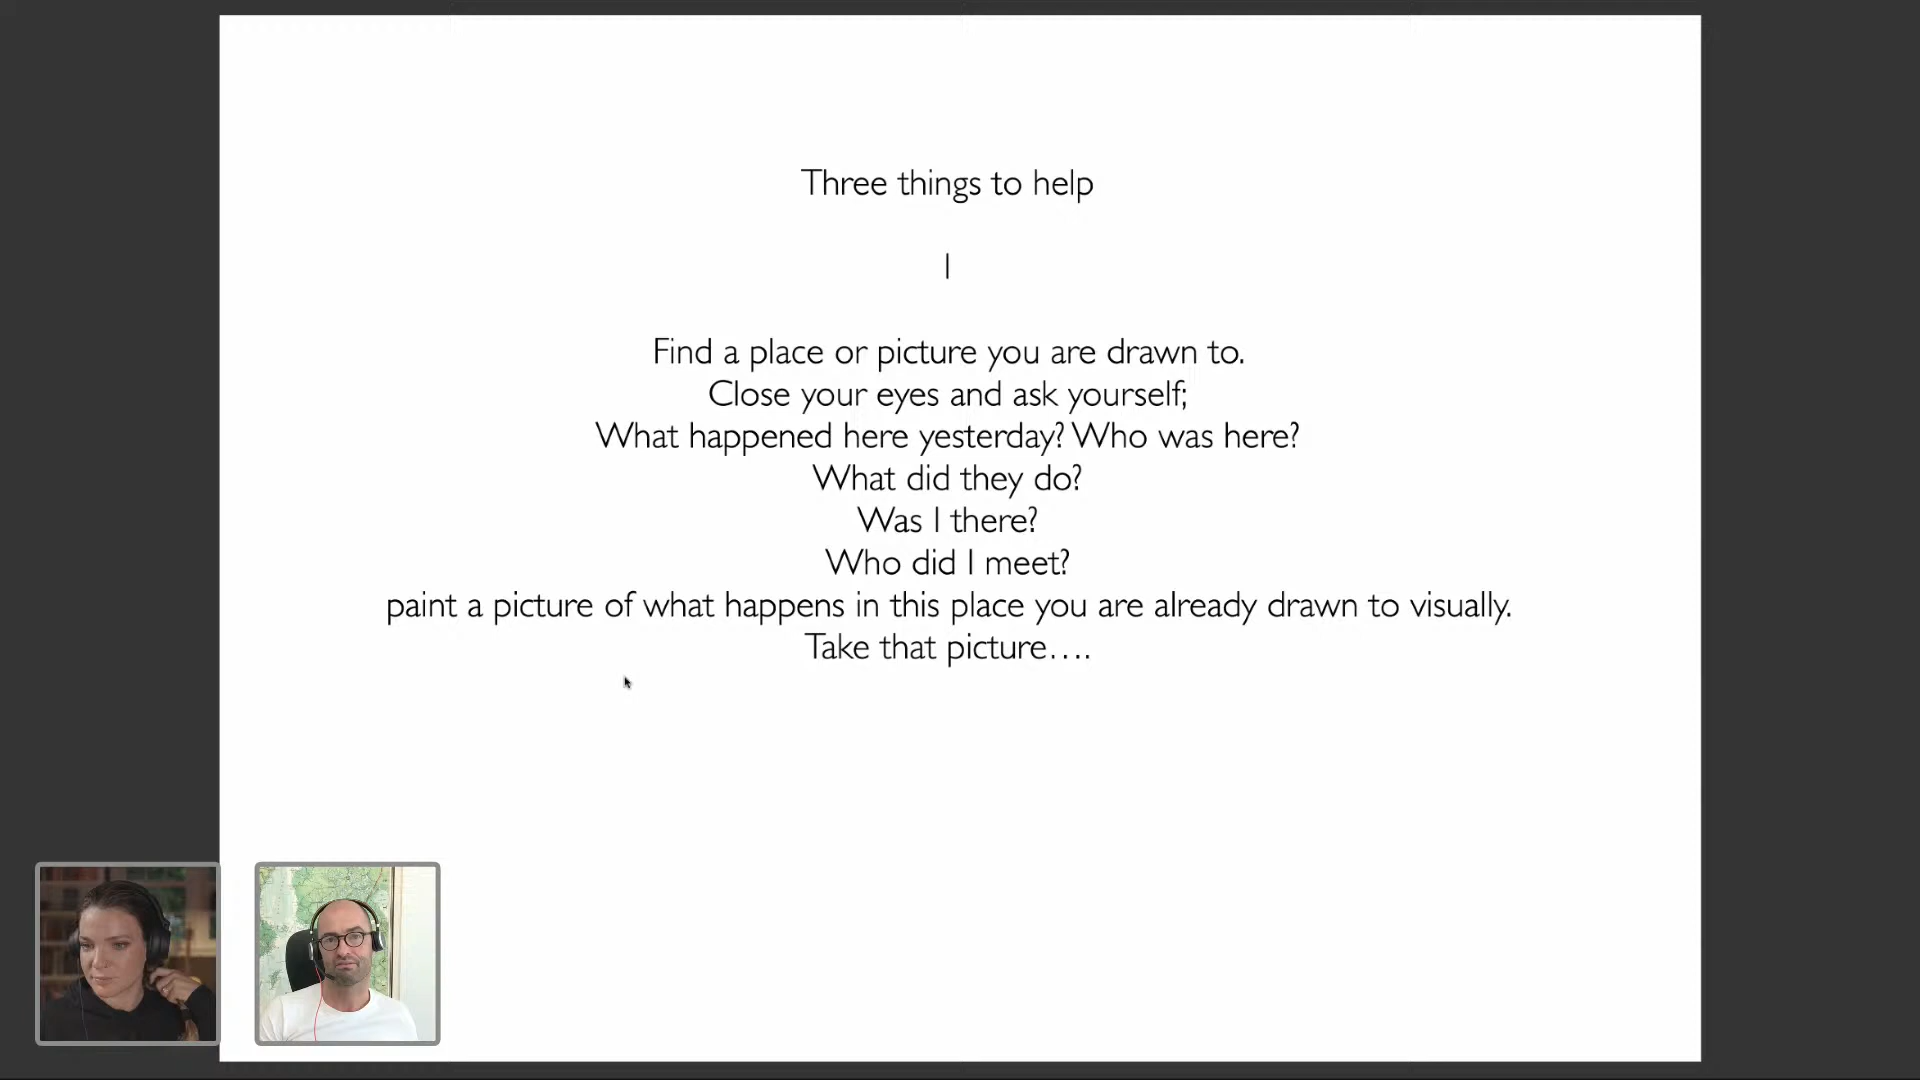 Three things to help
1
Find a place or picture you are drawn to.
Close your eyes and ask yourself;
What happened here yesterday? Who was here?
What did they do?
Was I there?
Who did I meet?
paint a picture of what happens in this place you are already drawn to visually.
Take that picture….